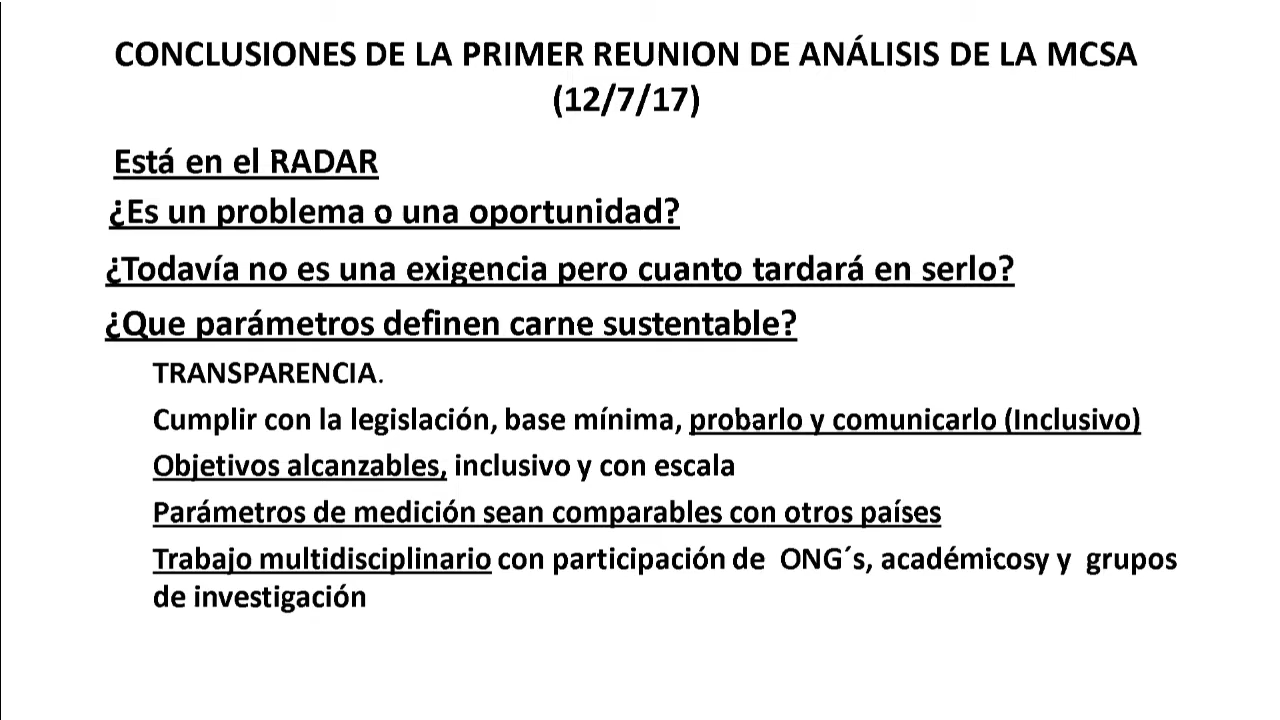 CONCLUSIONES DE LA PRIMER REUNION DE ANÁLISIS DE LA MCSA
(12/7/17)
Está en el RADAR
¿Es un problema o una oportunidad?
¿Todavía no es una exigencia pero cuanto tardará en serlo?
¿Que parámetros definen carne sustentable?
TRANSPARENCIA.
Cumplir con la legislación, base mínima, probarlo y comunicarlo (Inclusivo)
Objetivos alcanzables, inclusivo y con escala
Parámetros de medición sean comparables con otros países
Trabajo multidisciplinario con participación de ONG´s, académicosy y grupos
de investigación